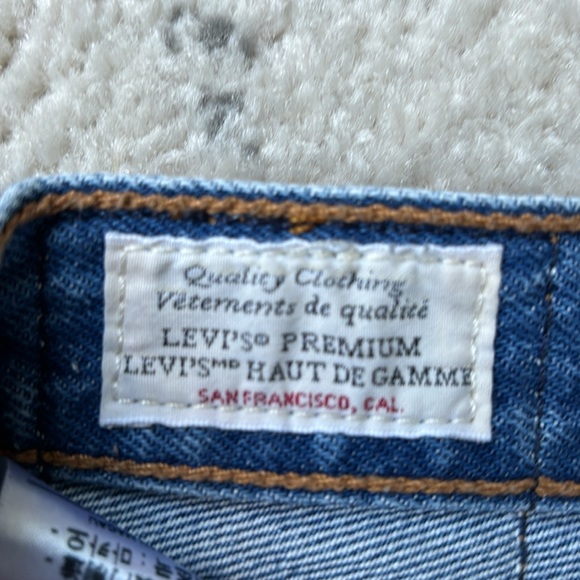 Quality Clothing
Vêtements de qualité
LEVI'S® PREMIUM
LEVI'Sᴹᴰ HAUT DE GAMME
SAN FRANCISCO, CAL.